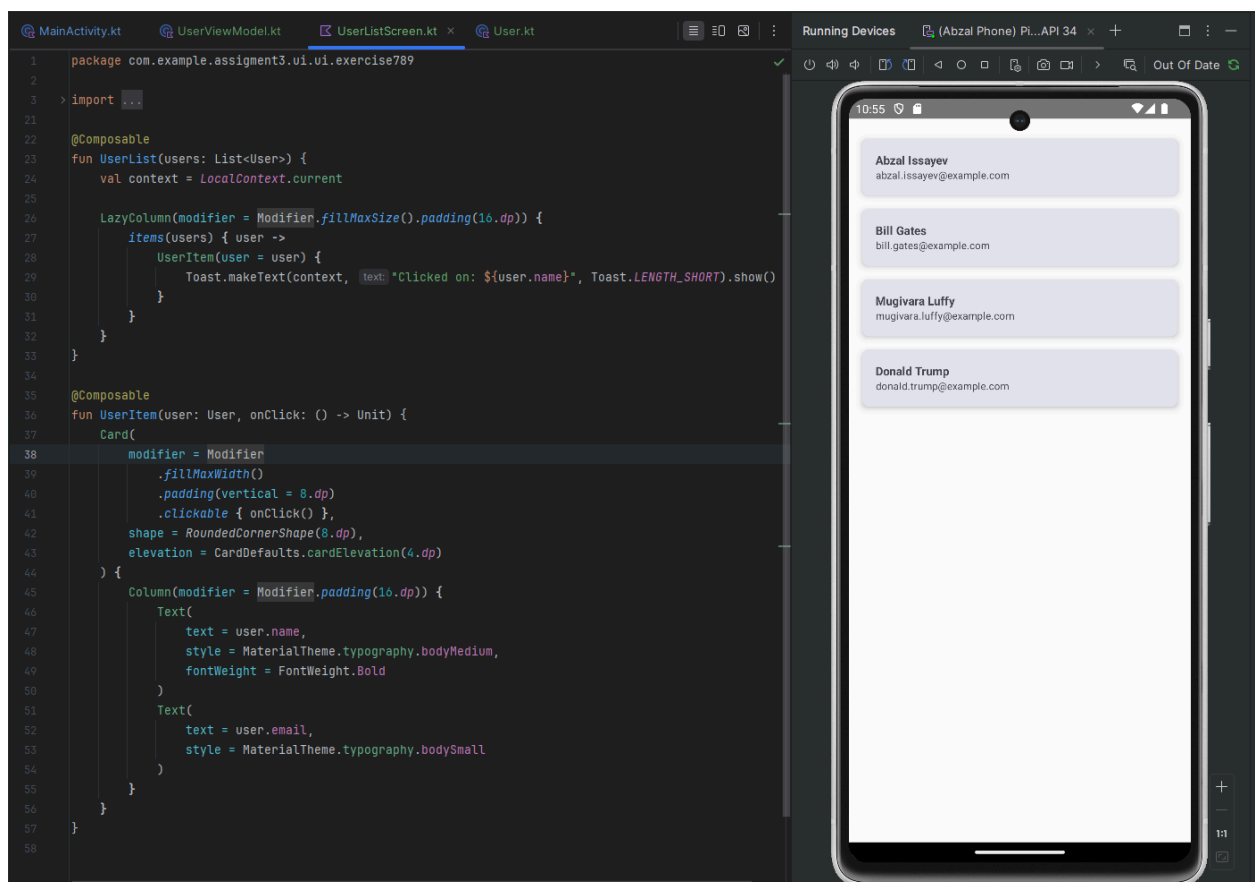 MainActivity.kt UserViewModel.kt UserListScreen.kt × User.kt
1 package com.example.assigment3.ui.ui.exercise789
2
3 > import ...
21
22 @Composable
23 fun UserList(users: List<User>) {
24 val context = LocalContext.current
25
26 LazyColumn(modifier = Modifier.fillMaxSize().padding(16.dp)) {
27 items(users) { user ->
28 UserItem(user = user) {
29 Toast.makeText(context, text: "Clicked on: ${user.name}", Toast.LENGTH_SHORT).show()
30 }
31 }
32 }
33 }
34
35 @Composable
36 fun UserItem(user: User, onClick: () -> Unit) {
37 Card(
38 modifier = Modifier
39 .fillMaxWidth()
40 .padding(vertical = 8.dp)
41 .clickable { onClick() },
42 shape = RoundedCornerShape(8.dp),
43 elevation = CardDefaults.cardElevation(4.dp)
44 ) {
45 Column(modifier = Modifier.padding(16.dp)) {
46 Text(
47 text = user.name,
48 style = MaterialTheme.typography.bodyMedium,
49 fontWeight = FontWeight.Bold
50 )
51 Text(
52 text = user.email,
53 style = MaterialTheme.typography.bodySmall
54 )
55 }
56 }
57 }
58
Running Devices (Abzal Phone) Pi...API 34 ×
Out Of Date
10:55
Abzal Issayev
abzal.issayev@example.com
Bill Gates
bill.gates@example.com
Mugivara Luffy
mugivara.luffy@example.com
Donald Trump
donald.trump@example.com
1:1